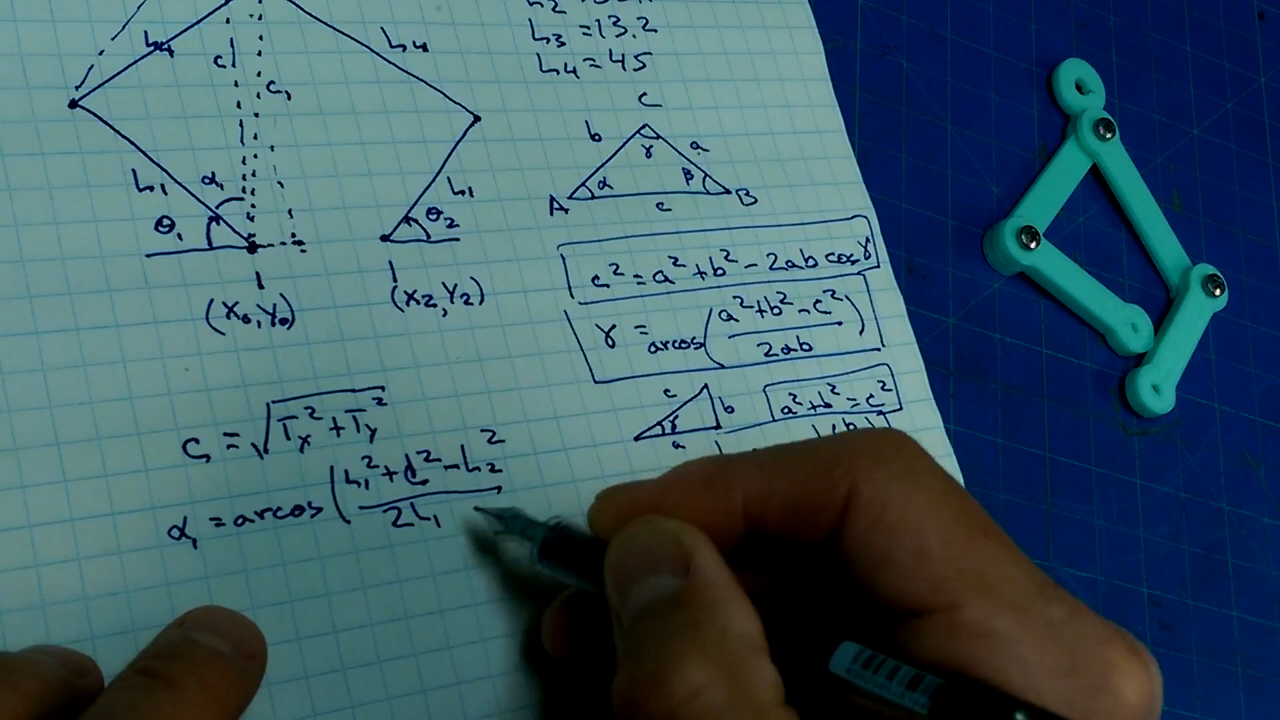 L₃ = 13.2
L₄ = 45
L₄
L₄
c
c₁
L₁
α₁
θ₁
L₁
θ₂
(X₀,Y₀)
(X₂,Y₂)
C
b
a
γ
α
β
A
c
B
c² = a² + b² - 2ab cos γ
γ = arcos((a² + b² - c²)/2ab)
c
b
γ
a
a² + b² = c²
c₁ = √(Tx² + Ty²)
α₁ = arcos((L₁² + c² - L₂²)/2L₁